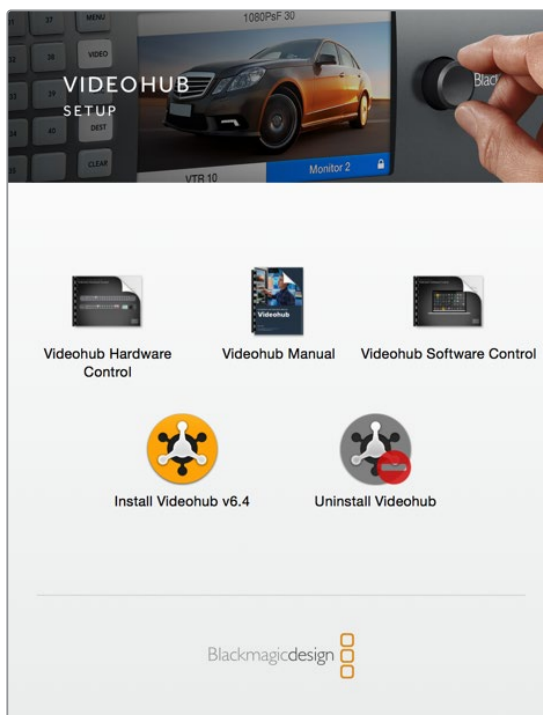 1080PsF 30
37
MENU
38
VIDEO
39
40
DEST
CLEAR
VIDEOHUB
SETUP
VTR 10
Monitor 2
Videohub Hardware
Control
Videohub
Videohub Manual
Videohub Software Control
Install Videohub v6.4
Uninstall Videohub
Blackmagicdesign